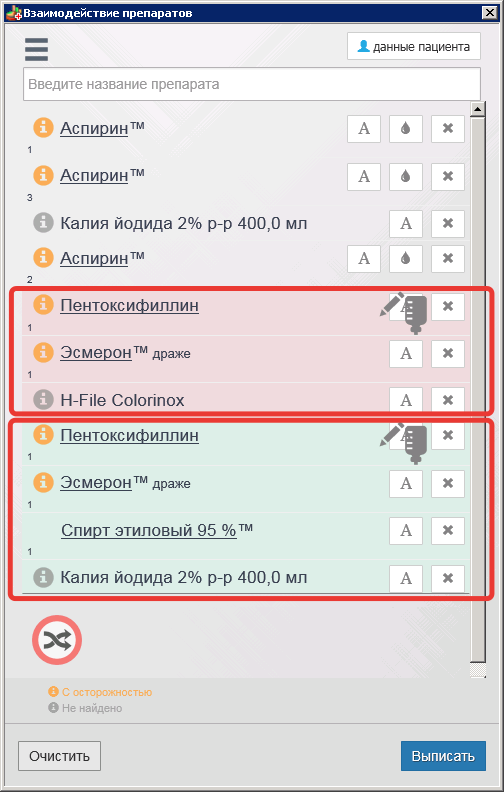 Взаимодействие препаратов
данные пациента
Введите название препарата
Аспирин™ A
1
Аспирин™ A
3
Калия йодида 2% р-р 400,0 мл A
Аспирин™ A
2
Пентоксифиллин A
1
Эсмерон™ драже A
1
H-File Colorinox A
Пентоксифиллин A
1
Эсмерон™ драже A
1
Спирт этиловый 95 %™ A
1
Калия йодида 2% р-р 400,0 мл A
С осторожностью
Не найдено
Очистить Выписать